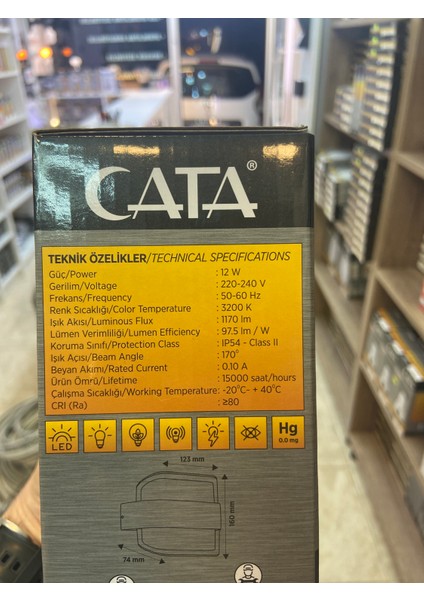 CATA®
TEKNİK ÖZELİKLER/TECHNICAL SPECIFICATIONS
Güç/Power : 12 W
Gerilim/Voltage : 220-240 V
Frekans/Frequency : 50-60 Hz
Renk Sıcaklığı/Color Temperature : 3200 K
Işık Akısı/Luminous Flux : 1170 lm
Lümen Verimliliği/Lumen Efficiency : 97.5 lm / W
Koruma Sınıfı/Protection Class : IP54 - Class II
Işık Açısı/Beam Angle : 170°
Beyan Akımı/Rated Current : 0.10 A
Ürün Ömrü/Lifetime : 15000 saat/hours
Çalışma Sıcaklığı/Working Temperature : -20°C- + 40°C
CRI (Ra) : ≥80
LED
Hg
0,0 mg
123 mm
160 mm
74 mm